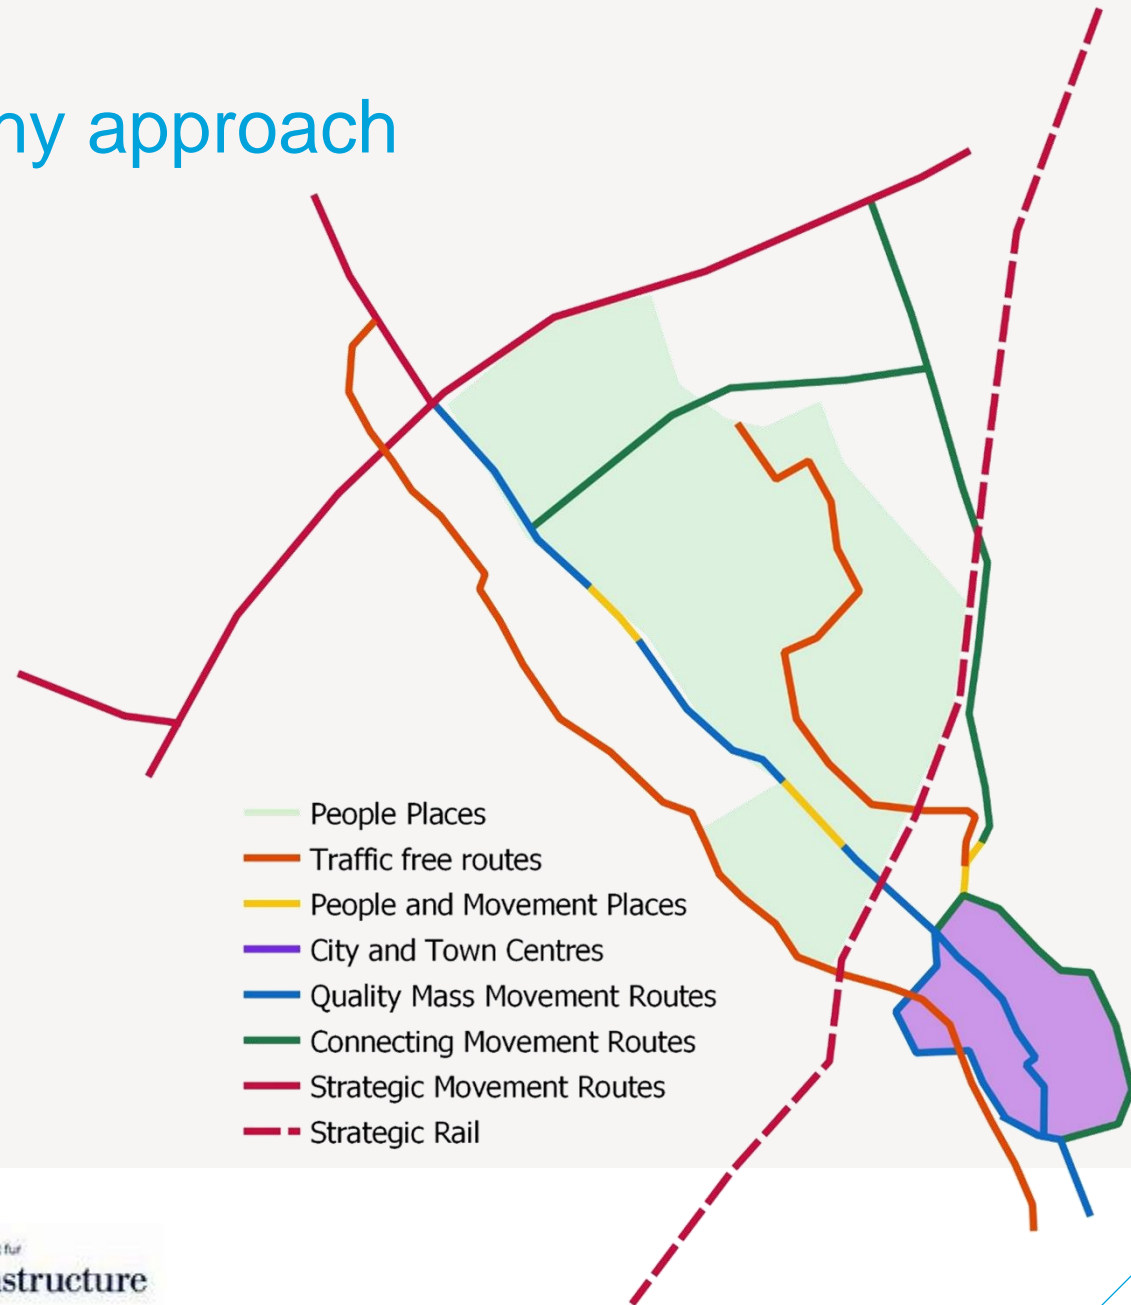 ny approach
People Places
Traffic free routes
People and Movement Places
City and Town Centres
Quality Mass Movement Routes
Connecting Movement Routes
Strategic Movement Routes
Strategic Rail
fur
structure